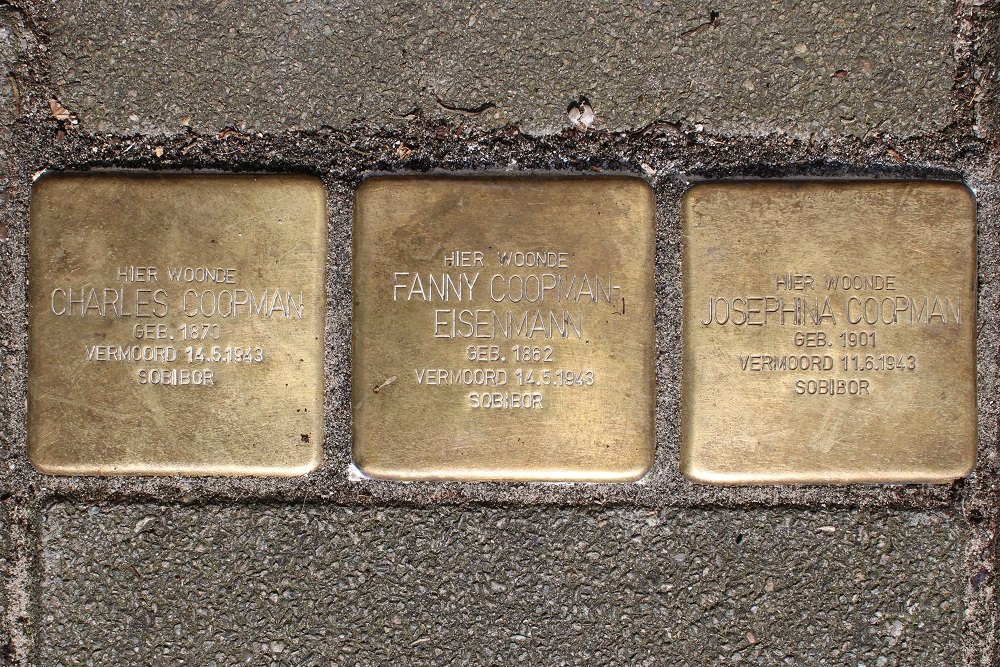 HIER WOONDE
CHARLES COOPMAN
GEB. 1873
VERMOORD 14.5.1943
SOBIBOR
HIER WOONDE
FANNY COOPMAN-
EISENMANN
GEB. 1862
VERMOORD 14.5.1943
SOBIBOR
HIER WOONDE
JOSEPHINA COOPMAN
GEB. 1901
VERMOORD 11.6.1943
SOBIBOR